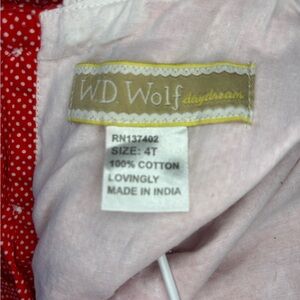 WD Wolf daydream
RN137402
SIZE: 4T
100% COTTON
LOVINGLY
MADE IN INDIA